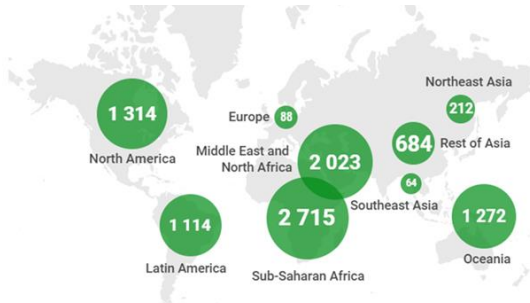 Northeast Asia
1 314
Europe 88
212
North America
Middle East and
North Africa
2 023
684 Rest of Asia
64
Southeast Asia
1 114
2 715
1 272
Latin America
Sub-Saharan Africa
Oceania